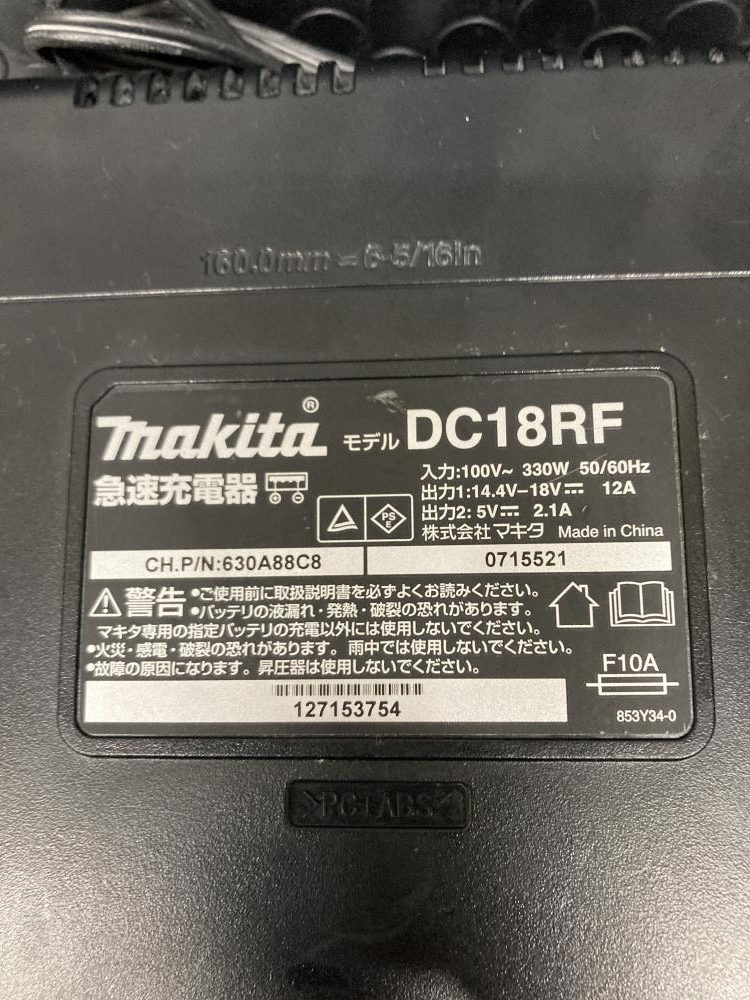 160.0mm = 6-5/16in
makita® モデル DC18RF
急速充電器
入力:100V~ 330W 50/60Hz
出力1:14.4V-18V⎓ 12A
出力2:5V⎓ 2.1A
株式会社マキタ Made in China
PS
E
CH.P/N:630A88C8
0715521
警告 •ご使用前に取扱説明書を必ずよくお読みください。
•バッテリの液漏れ・発熱・破裂の恐れがあります。
マキタ専用の指定バッテリの充電以外には使用しないでください。
•火災・感電・破裂の恐れがあります。雨中では使用しないでください。
•故障の原因になります。昇圧器は使用しないでください。
F10A
127153754
853Y34-0
>PC+ABS<